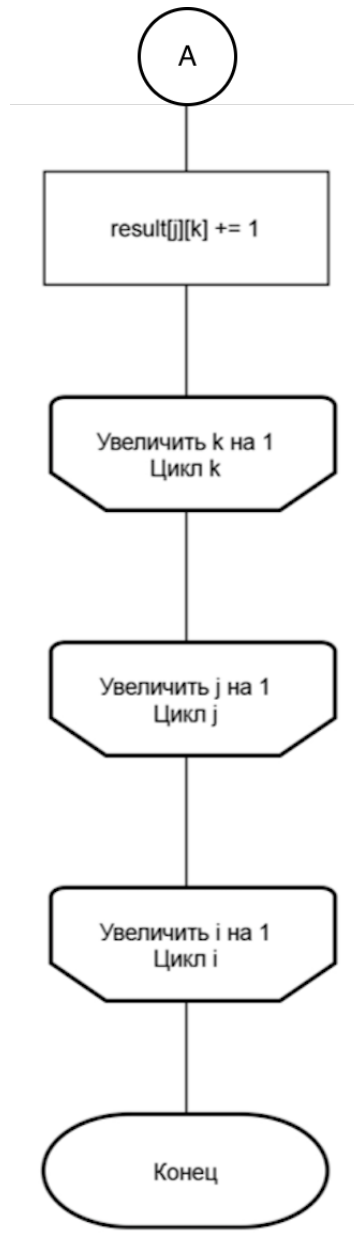 A
result[j][k] += 1
Увеличить k на 1
Цикл k
Увеличить j на 1
Цикл j
Увеличить i на 1
Цикл i
Конец